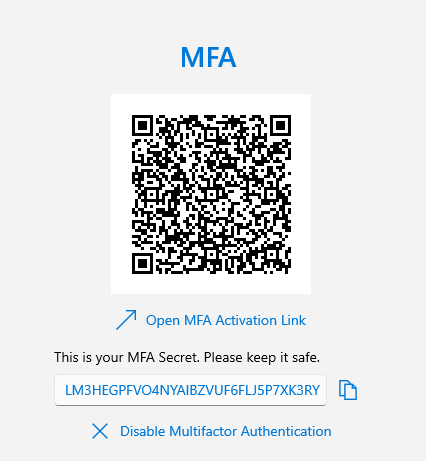 MFA
Open MFA Activation Link
This is your MFA Secret. Please keep it safe.
LM3HEGPFVO4NYAIBZVUF6FLJ5P7XK3RY
Disable Multifactor Authentication